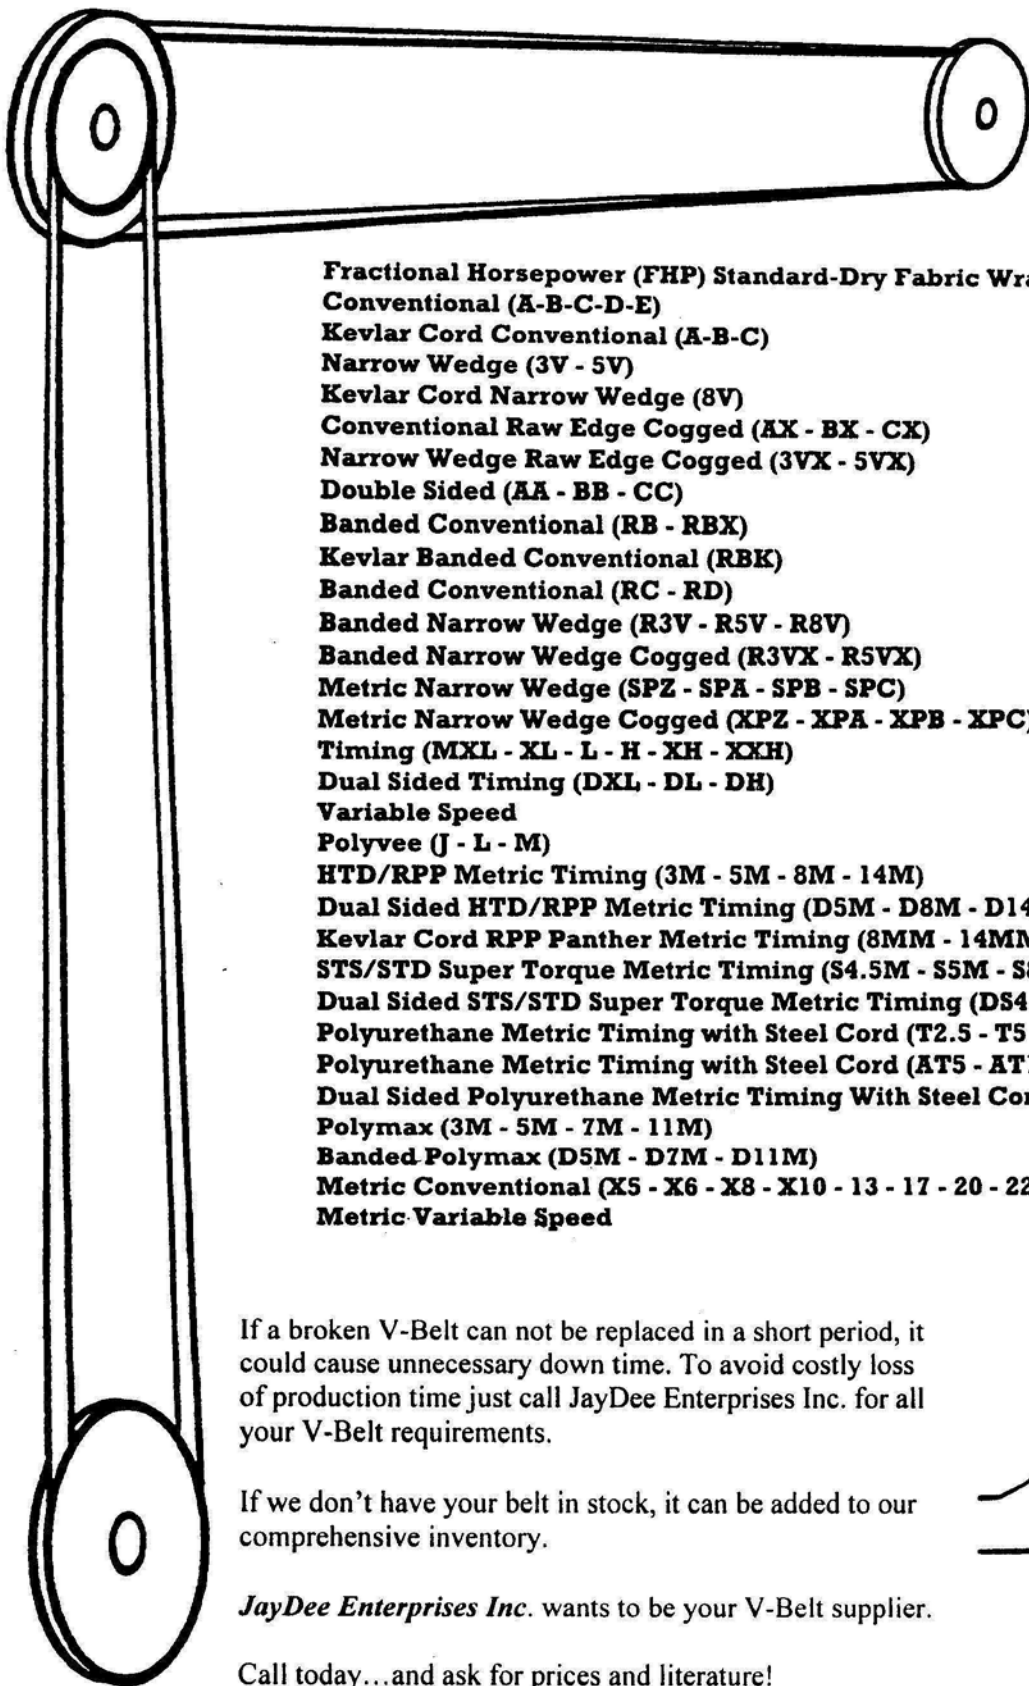 Fractional Horsepower (FHP) Standard-Dry Fabric
Conventional (A-B-C-D-E)
Kevlar Cord Conventional (A-B-C)
Narrow Wedge (3V - 5V)
Kevlar Cord Narrow Wedge (8V)
Conventional Raw Edge Cogged (AX - BX - CX)
Narrow Wedge Raw Edge Cogged (3VX - 5VX)
Double Sided (AA - BB - CC)
Banded Conventional (RB - RBX)
Kevlar Banded Conventional (RBK)
Banded Conventional (RC - RD)
Banded Narrow Wedge (R3V - R5V - R8V)
Banded Narrow Wedge Cogged (R3VX - R5VX)
Metric Narrow Wedge (SPZ - SPA - SPB - SPC)
Metric Narrow Wedge Cogged (XPZ - XPA - XPB - XPC)
Timing (MXL - XL - L - H - XH - XXH)
Dual Sided Timing (DXL - DL - DH)
Variable Speed
Polyvee (J - L - M)
HTD/RPP Metric Timing (3M - 5M - 8M - 14M)
Dual Sided HTD/RPP Metric Timing (D5M - D8M -
Kevlar Cord RPP Panther Metric Timing (8MM -
STS/STD Super Torque Metric Timing (S4.5M - S5M -
Dual Sided STS/STD Super Torque Metric Timing
Polyurethane Metric Timing with Steel Cord (T2.5 - T5
Polyurethane Metric Timing with Steel Cord (AT5 -
Dual Sided Polyurethane Metric Timing With Steel
Polymax (3M - 5M - 7M - 11M)
Banded Polymax (D5M - D7M - D11M)
Metric Conventional (X5 - X6 - X8 - X10 - 13 - 17 - 20 - 22
Metric Variable Speed
If a broken V-Belt can not be replaced in a short period, it
could cause unnecessary down time. To avoid costly loss
of production time just call JayDee Enterprises Inc. for all
your V-Belt requirements.
If we don't have your belt in stock, it can be added to our
comprehensive inventory.
JayDee Enterprises Inc. wants to be your V-Belt supplier.
Call today...and ask for prices and literature!